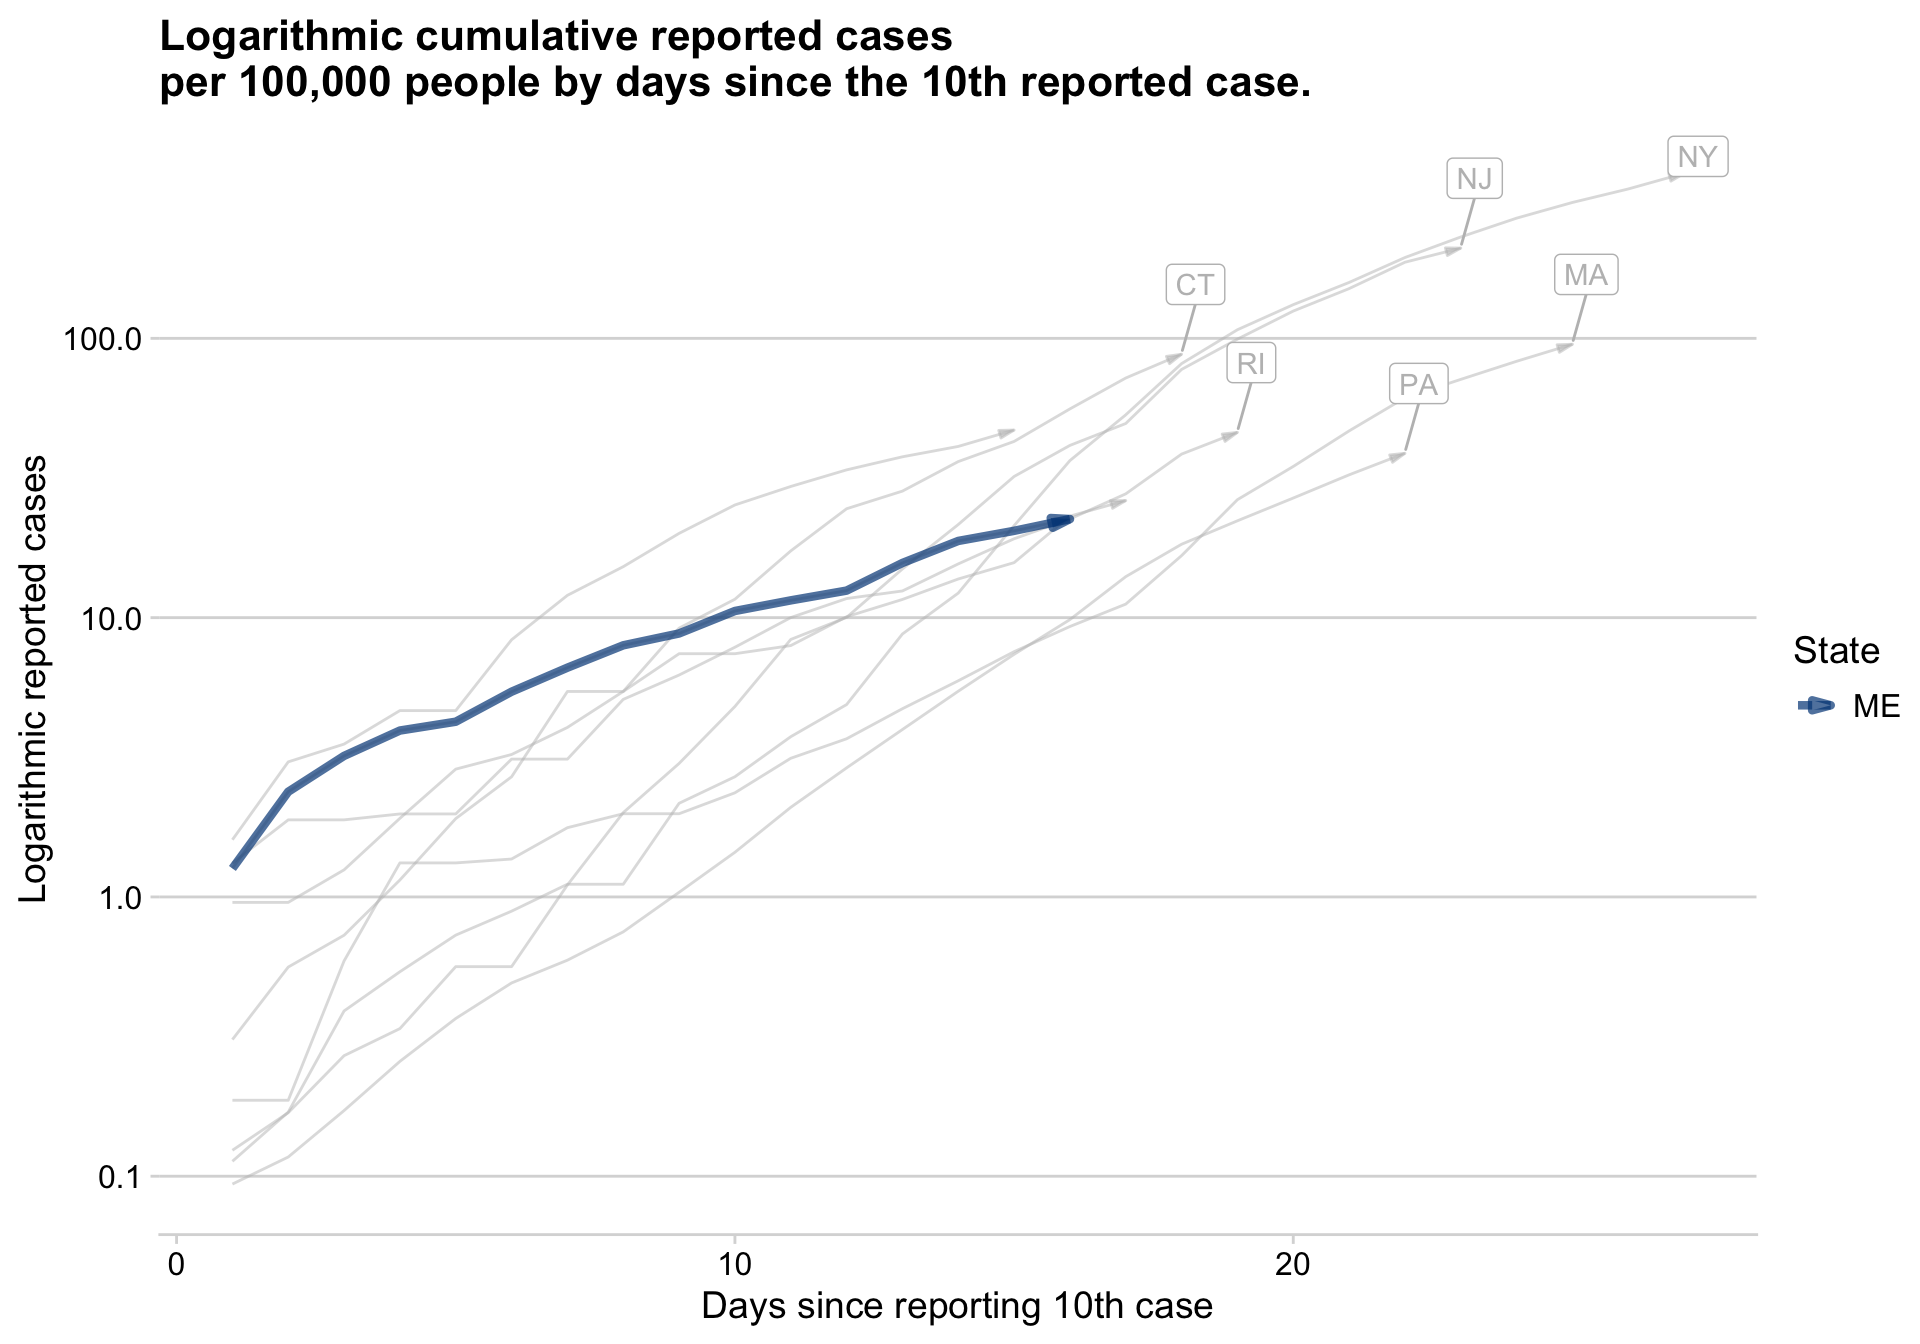 Logarithmic cumulative reported cases
per 100,000 people by days since the 10th reported case.
NY
NJ
MA
CT
RI
PA
100.0
10.0
1.0
0.1
Logarithmic reported cases
State
ME
0 10 20
Days since reporting 10th case